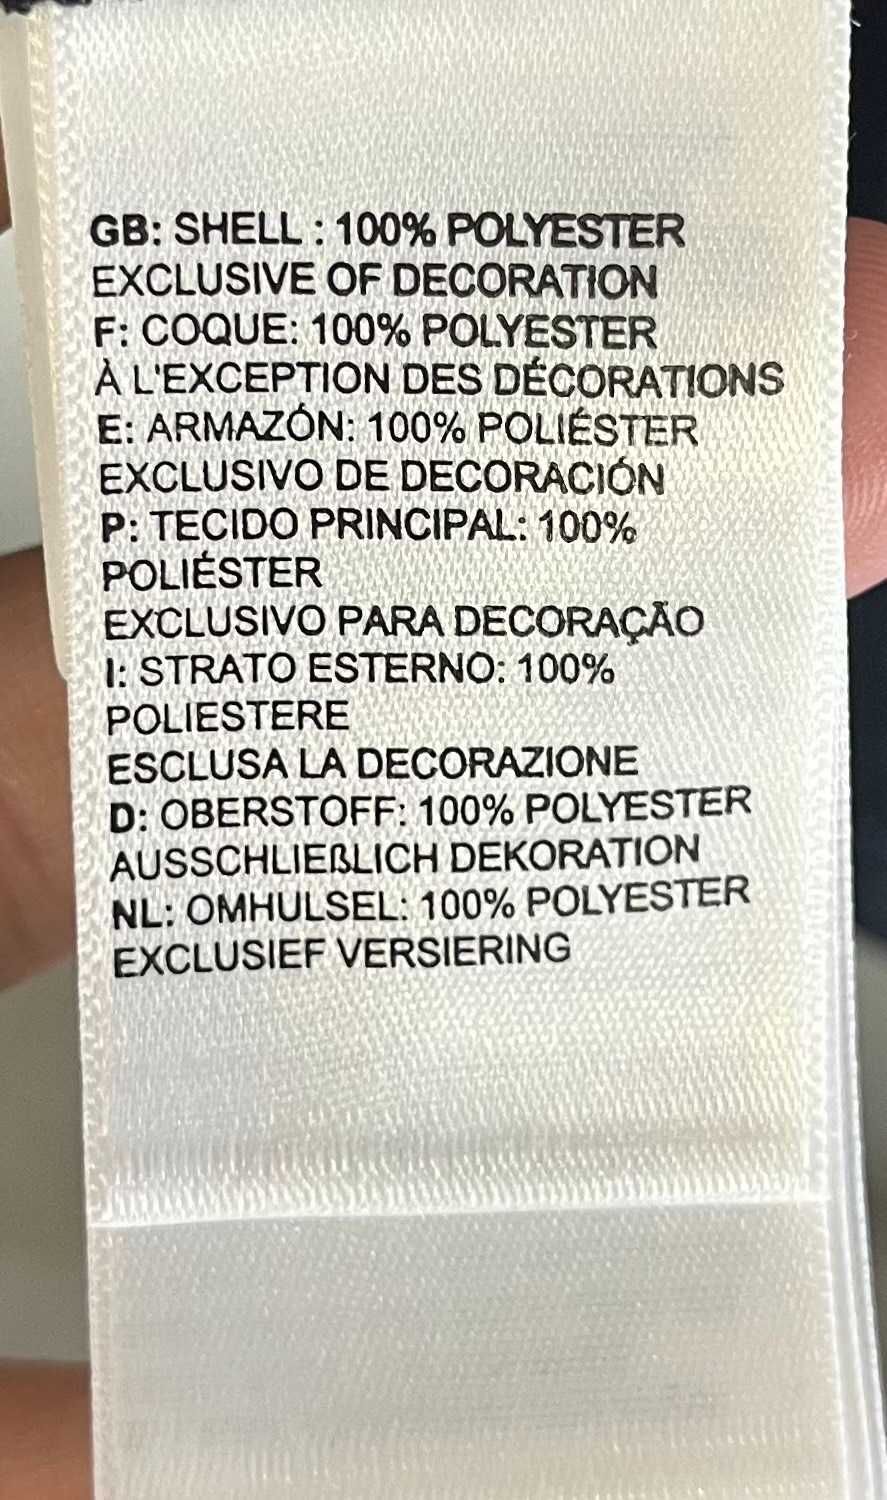 GB: SHELL : 100% POLYESTER
EXCLUSIVE OF DECORATION
F: COQUE: 100% POLYESTER
À L'EXCEPTION DES DÉCORATIONS
E: ARMAZÓN: 100% POLIÉSTER
EXCLUSIVO DE DECORACIÓN
P: TECIDO PRINCIPAL: 100%
POLIÉSTER
EXCLUSIVO PARA DECORAÇÃO
I: STRATO ESTERNO: 100%
POLIESTERE
ESCLUSA LA DECORAZIONE
D: OBERSTOFF: 100% POLYESTER
AUSSCHLIEßLICH DEKORATION
NL: OMHULSEL: 100% POLYESTER
EXCLUSIEF VERSIERING